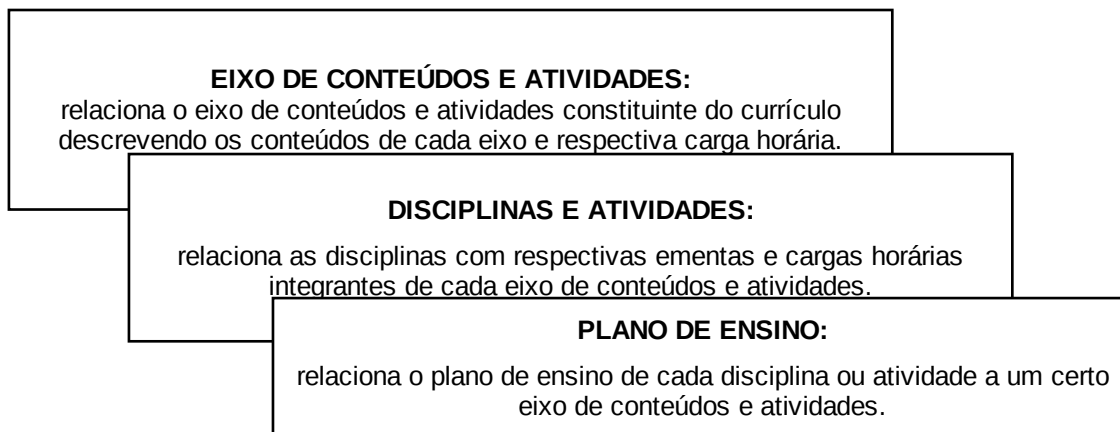 EIXO DE CONTEÚDOS E ATIVIDADES:
relaciona o eixo de conteúdos e atividades constituinte do currículo
descrevendo os conteúdos de cada eixo e respectiva carga horária.
DISCIPLINAS E ATIVIDADES:
relaciona as disciplinas com respectivas ementas e cargas horárias
integrantes de cada eixo de conteúdos e atividades.
PLANO DE ENSINO:
relaciona o plano de ensino de cada disciplina ou atividade a um certo
eixo de conteúdos e atividades.